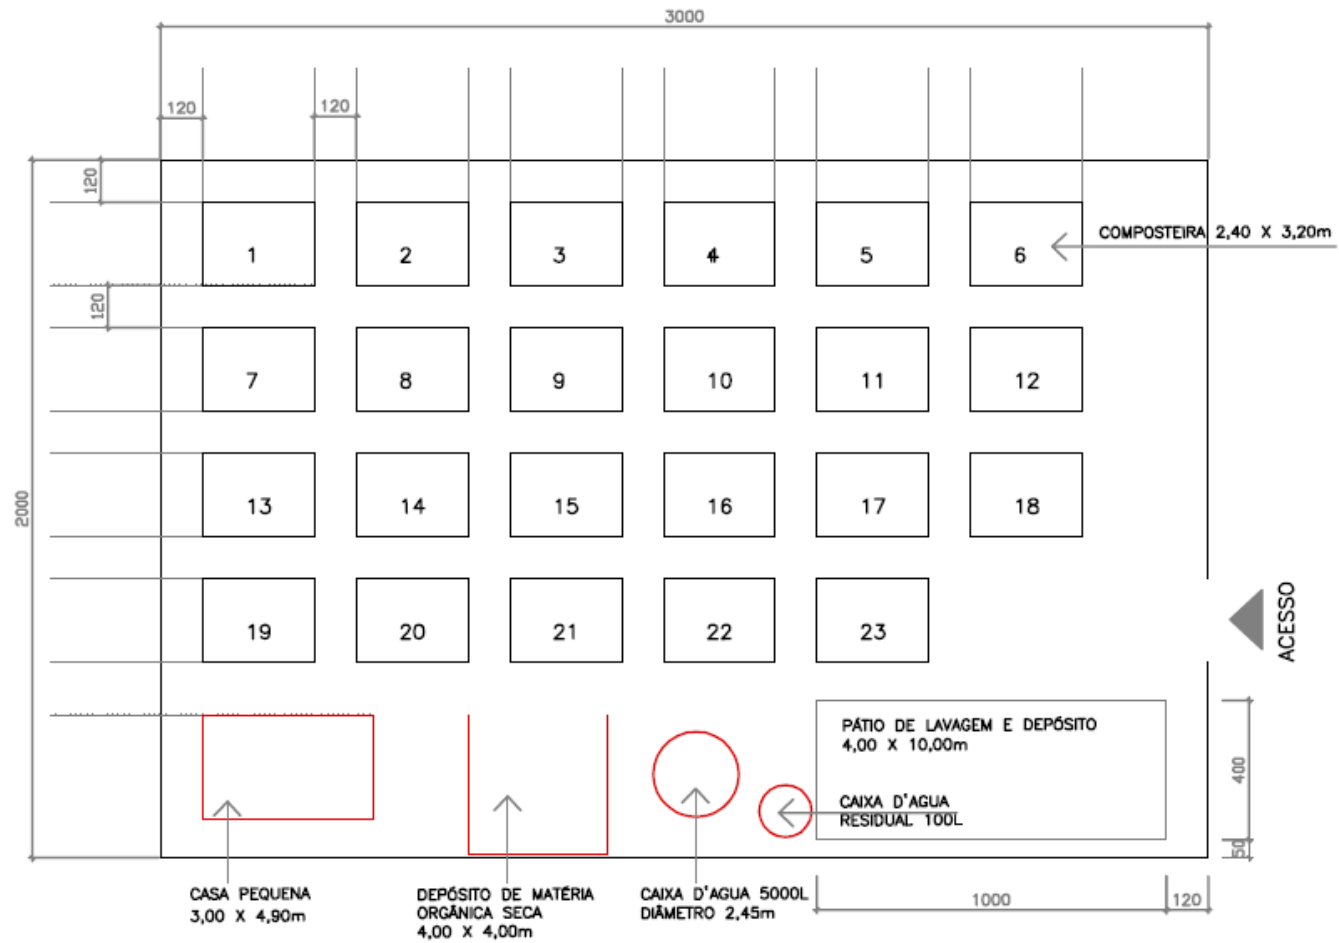 3000
120
120
120
1
2
3
4
5
6
COMPOSTEIRA 2,40 X 3,20m
120
7
8
9
10
11
12
2000
13
14
15
16
17
18
19
20
21
22
23
ACESSO
PÁTIO DE LAVAGEM E DEPÓSITO
4,00 X 10,00m
400
CAIXA D'AGUA
RESIDUAL 100L
50
CASA PEQUENA
3,00 X 4,90m
DEPÓSITO DE MATÉRIA
ORGÂNICA SECA
4,00 X 4,00m
CAIXA D'AGUA 5000L
DIÂMETRO 2,45m
1000
120